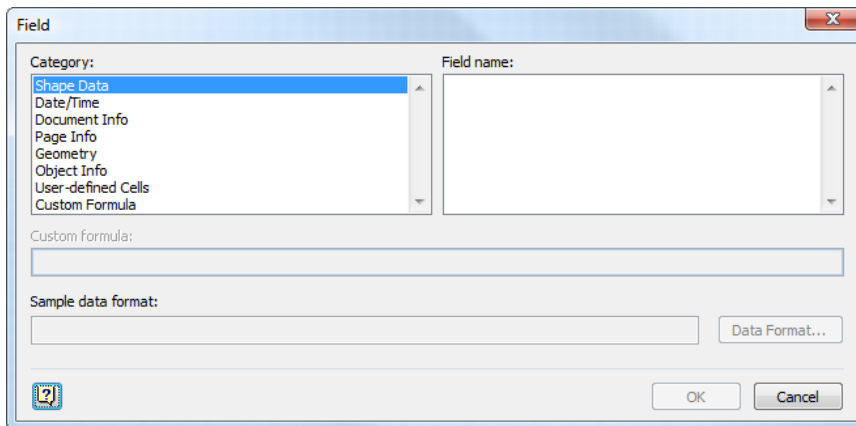 Field
Category:
Field name:
Shape Data
Date/Time
Document Info
Page Info
Geometry
Object Info
User-defined Cells
Custom Formula
Custom formula:
Sample data format:
Data Format...
OK
Cancel